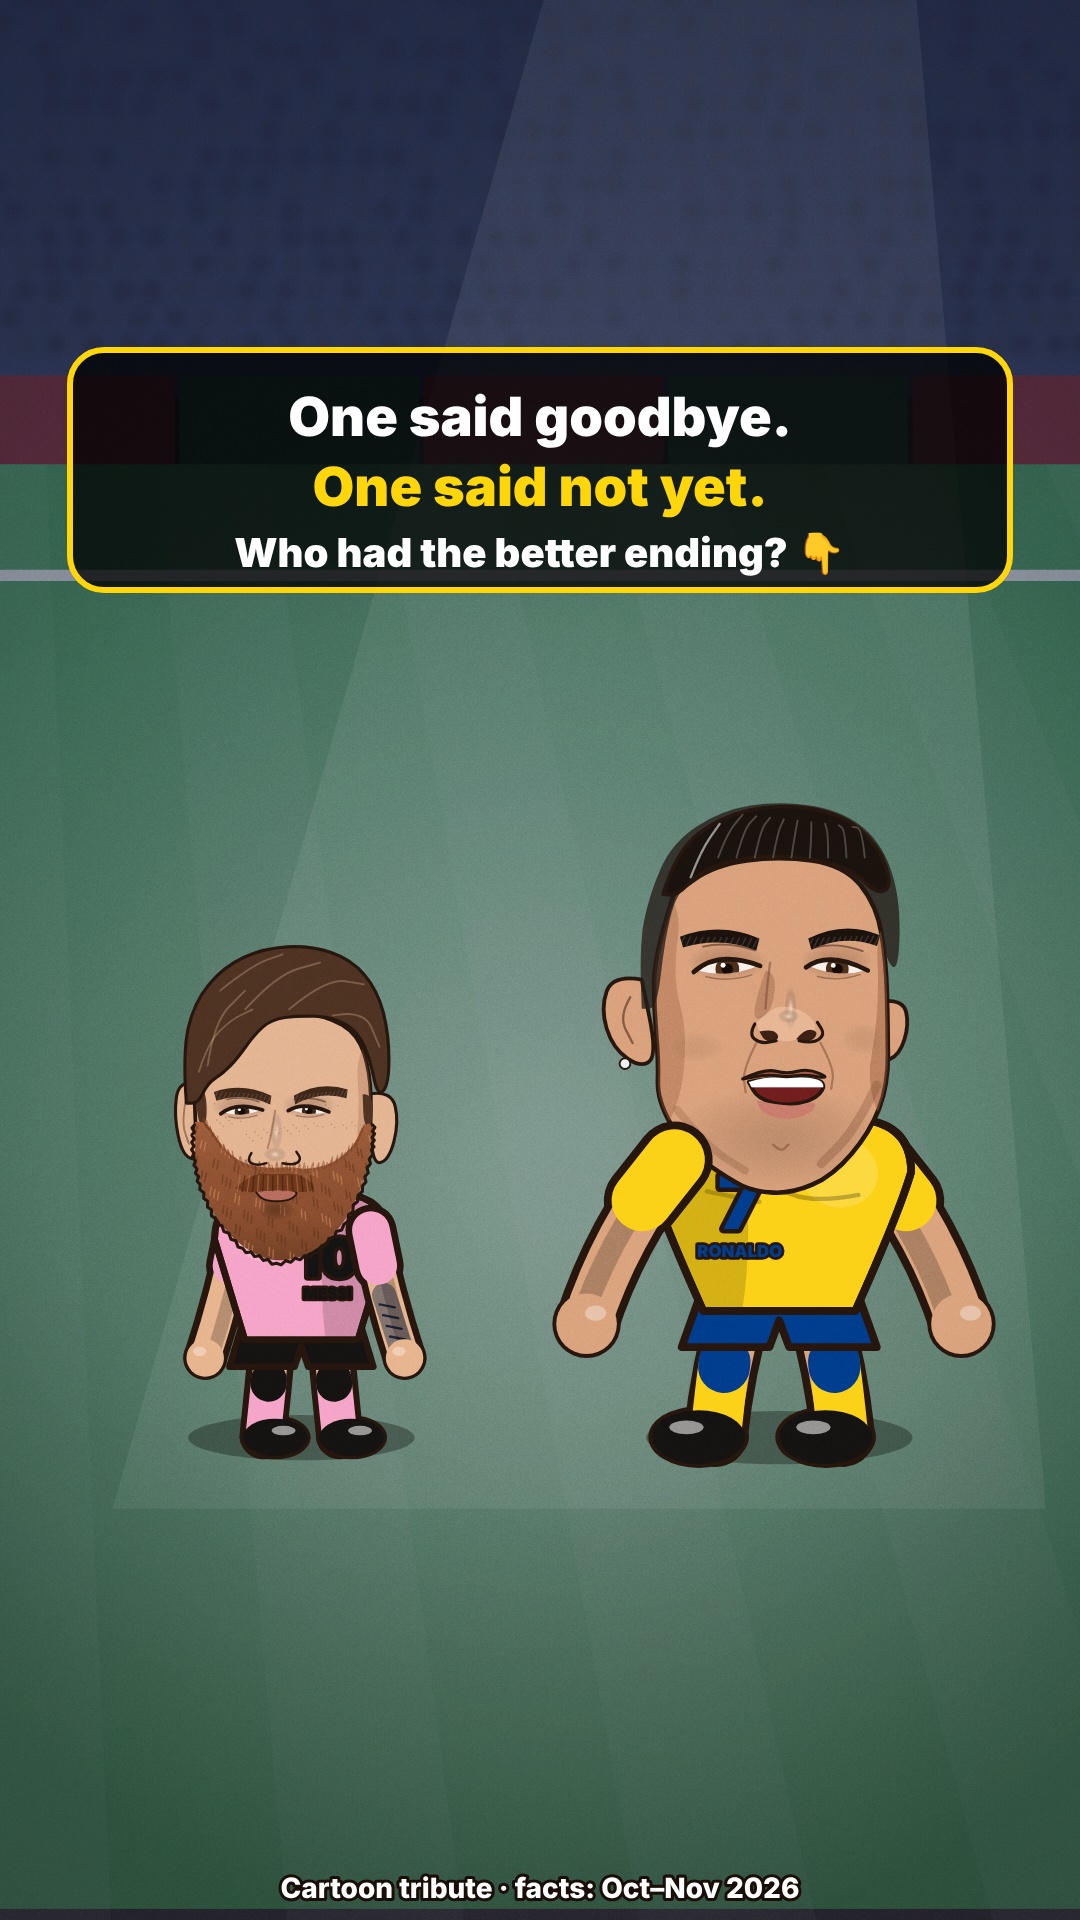 One said goodbye.
One said not yet.
Who had the better ending? 👇
7
RONALDO
10
MESSI
Cartoon tribute · facts: Oct–Nov 2026